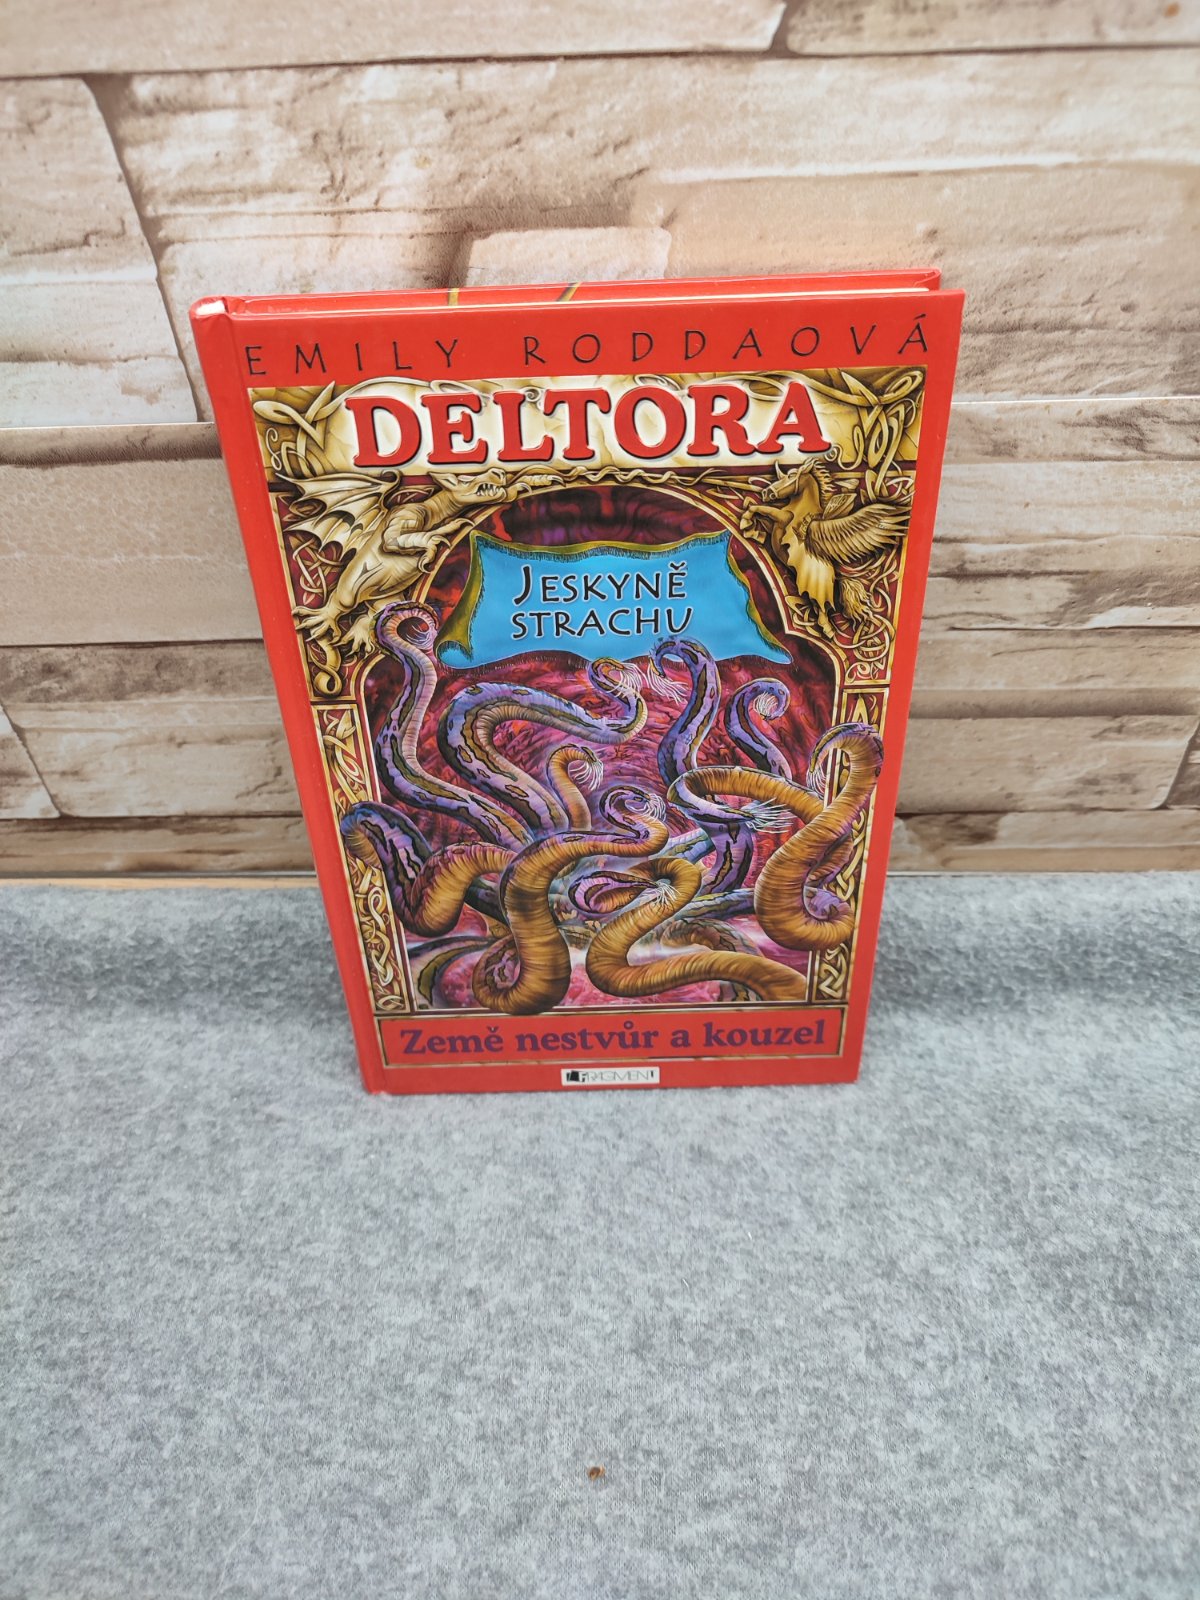 EMILY RODDAOVÁ
DELTORA
JESKYNĚ
STRACHU
Země nestvůr a kouzel
FRAGMENT